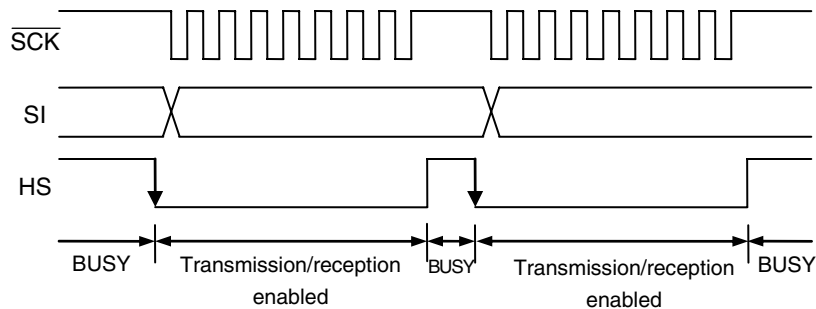 SCK
SI
HS
BUSY
Transmission/reception
enabled
BUSY
Transmission/reception
enabled
BUSY